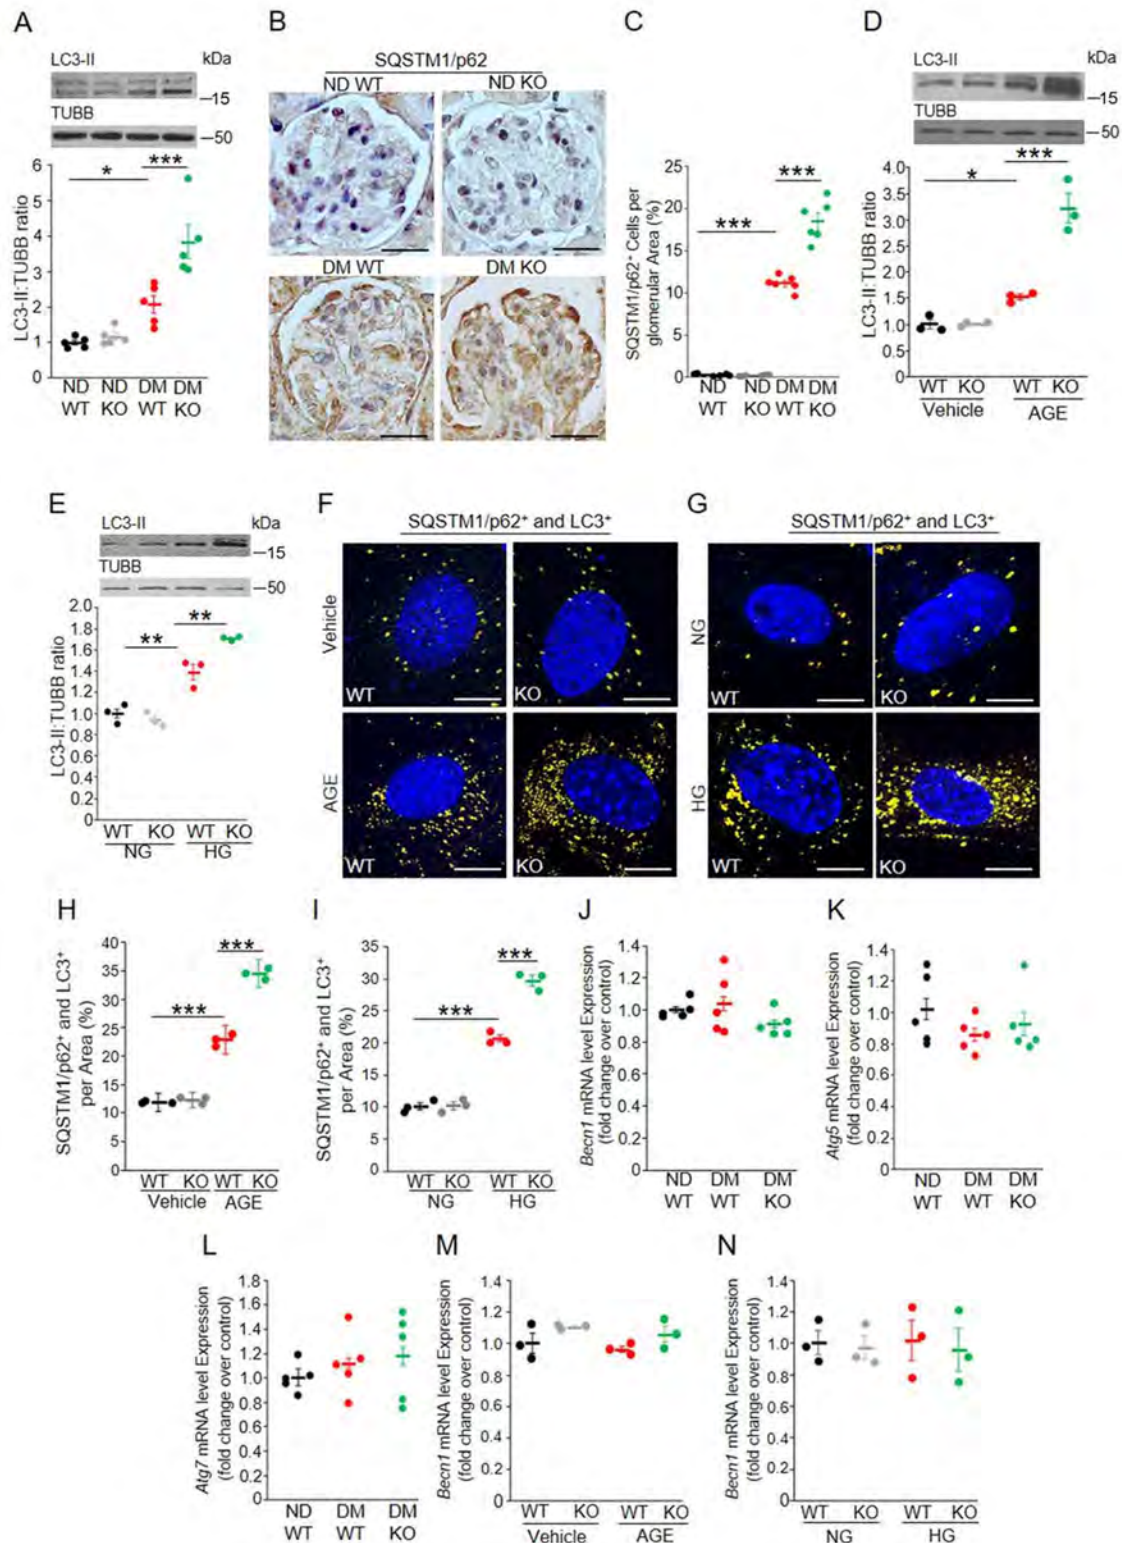 A
LC3-II
kDa
15
TUBB
50
*
***
LC3-II:TUBB ratio
6
5
4
3
2
1
0
ND
WT
ND
KO
DM
WT
DM
KO
B
SQSTM1/p62
ND WT
ND KO
DM WT
DM KO
C
SQSTM1/p62⁺ Cells per
glomerular Area (%)
25
20
15
10
5
0
***
***
ND
WT
ND
KO
DM
WT
DM
KO
D
LC3-II
kDa
15
TUBB
50
*
***
LC3-II:TUBB ratio
4.0
3.5
3.0
2.5
2.0
1.5
1.0
0.5
0
WT KO WT KO
Vehicle AGE
E
LC3-II
kDa
15
TUBB
50
**
**
LC3-II:TUBB ratio
2.0
1.8
1.6
1.4
1.2
1.0
0.8
0.6
0.4
0.2
0
WT KO WT KO
NG HG
F
SQSTM1/p62⁺ and LC3⁺
Vehicle
WT
KO
AGE
WT
KO
G
SQSTM1/p62⁺ and LC3⁺
NG
WT
KO
HG
WT
KO
H
SQSTM1/p62⁺ and LC3⁺
per Area (%)
40
35
30
25
20
15
10
5
0
***
***
WT KO WT KO
Vehicle AGE
I
SQSTM1/p62⁺ and LC3⁺
per Area (%)
35
30
25
20
15
10
5
0
***
***
WT KO WT KO
NG HG
J
Becn1 mRNA level Expression
(fold change over control)
1.4
1.2
1.0
0.8
0.6
0.4
0.2
0
ND
WT
DM
WT
DM
KO
K
Atg5 mRNA level Expression
(fold change over control)
1.4
1.2
1.0
0.8
0.6
0.4
0.2
0
ND
WT
DM
WT
DM
KO
L
Atg7 mRNA level Expression
(fold change over control)
1.8
1.6
1.4
1.2
1.0
0.8
0.6
0.4
0.2
0
ND
WT
DM
WT
DM
KO
M
Becn1 mRNA level Expression
(fold change over control)
1.4
1.2
1.0
0.8
0.6
0.4
0.2
0
WT KO WT KO
Vehicle AGE
N
Becn1 mRNA level Expression
(fold change over control)
1.4
1.2
1.0
0.8
0.6
0.4
0.2
0
WT KO WT KO
NG HG